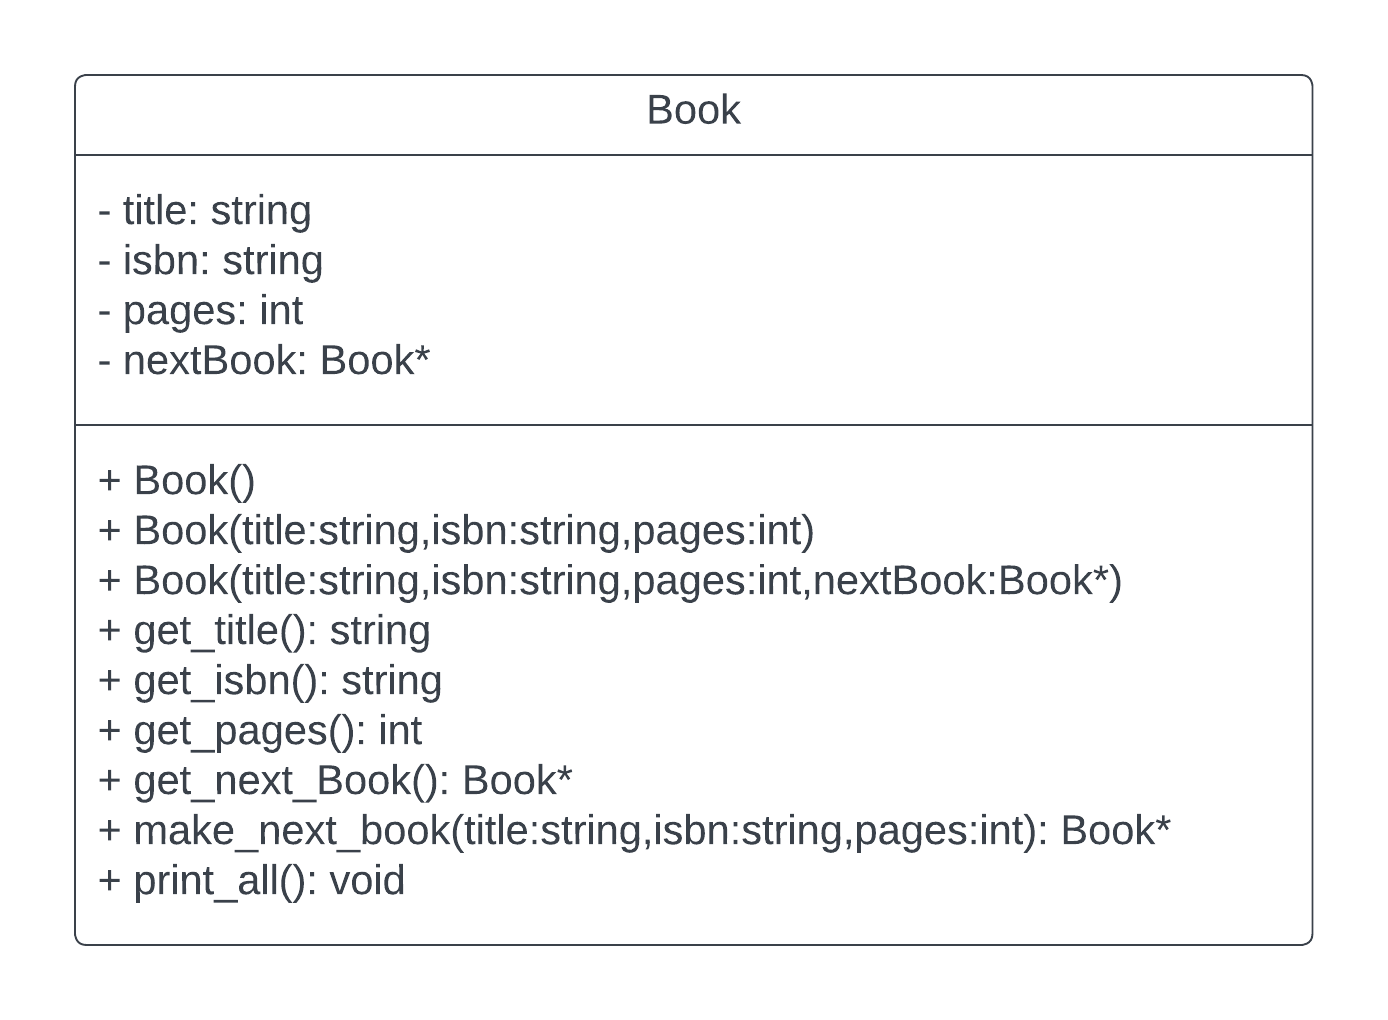 Book
- title: string
- isbn: string
- pages: int
- nextBook: Book*
+ Book()
+ Book(title:string,isbn:string,pages:int)
+ Book(title:string,isbn:string,pages:int,nextBook:Book*)
+ get_title(): string
+ get_isbn(): string
+ get_pages(): int
+ get_next_Book(): Book*
+ make_next_book(title:string,isbn:string,pages:int): Book*
+ print_all(): void